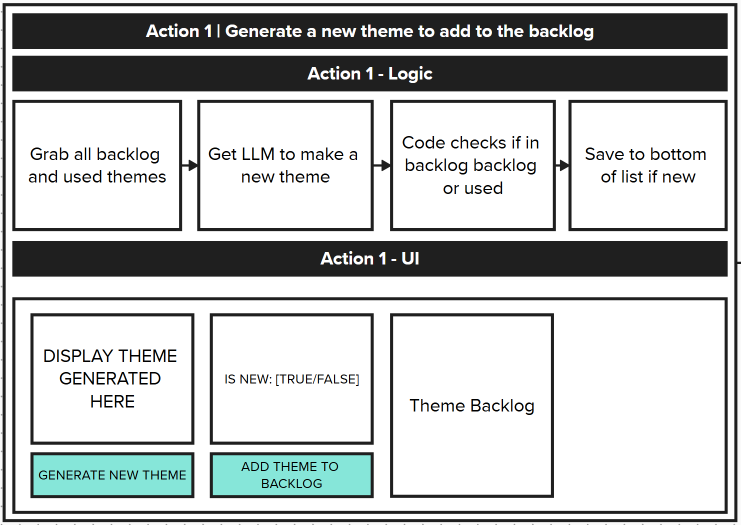 Action 1 | Generate a new theme to add to the backlog
Action 1 - Logic
Grab all backlog
and used themes
Get LLM to make a
new theme
Code checks if in
backlog backlog
or used
Save to bottom
of list if new
Action 1 - UI
DISPLAY THEME
GENERATED
HERE
IS NEW: [TRUE/FALSE]
Theme Backlog
GENERATE NEW THEME
ADD THEME TO
BACKLOG